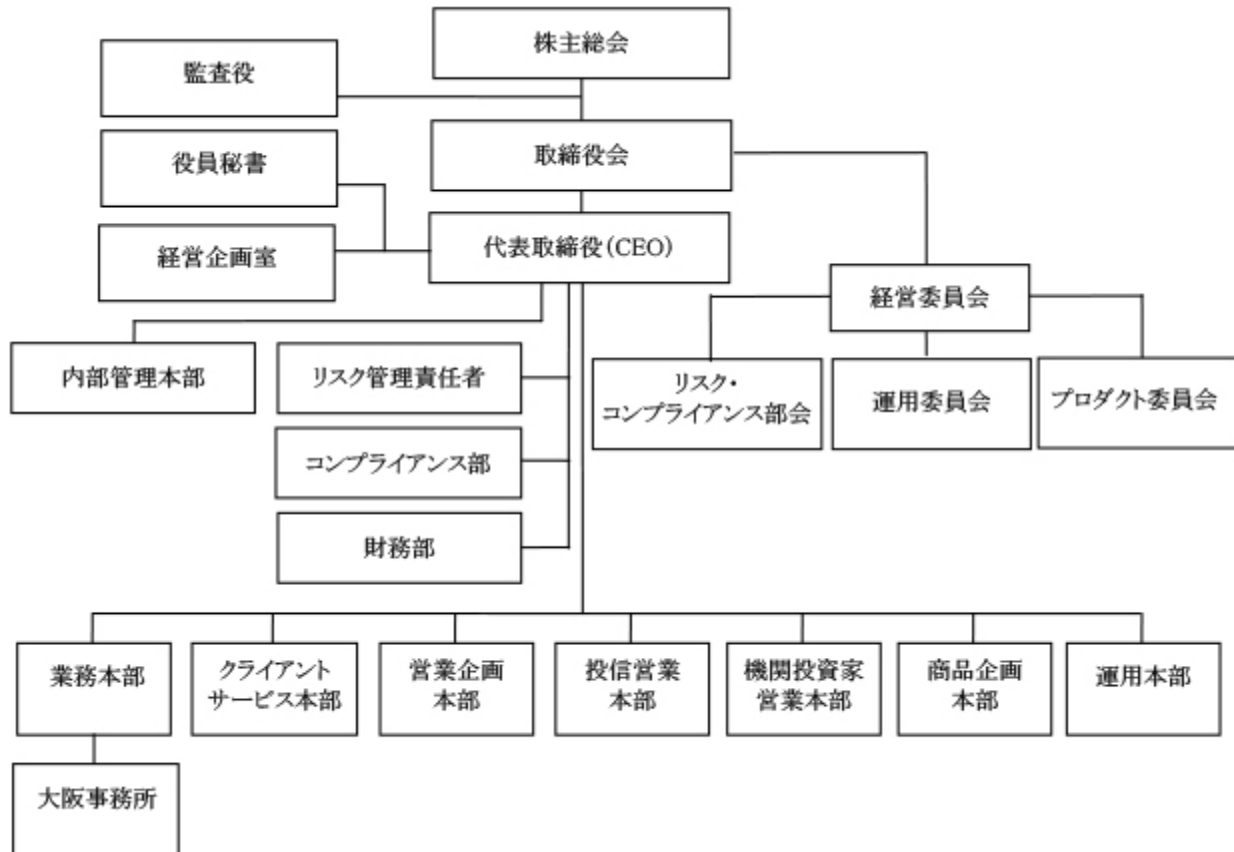 株主総会
監査役
取締役会
役員秘書
代表取締役(CEO)
経営企画室
経営委員会
内部管理本部
リスク管理責任者
リスク・
コンプライアンス部会
運用委員会
プロダクト委員会
コンプライアンス部
財務部
業務本部
クライアント
サービス本部
営業企画
本部
投信営業
本部
機関投資家
営業本部
商品企画
本部
運用本部
大阪事務所